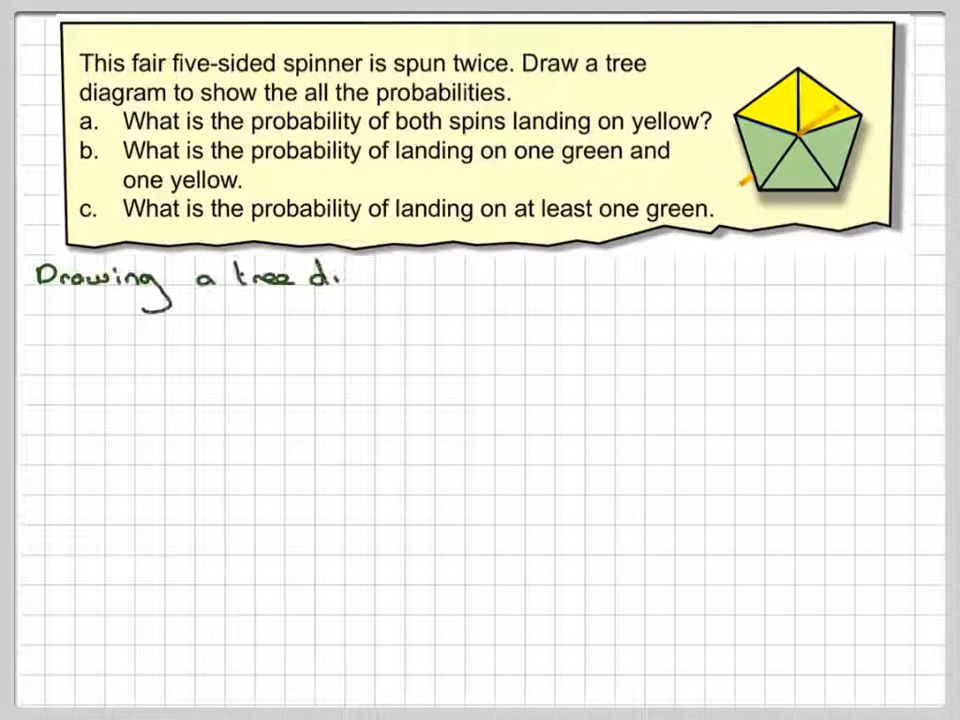 This fair five-sided spinner is spun twice. Draw a tree
diagram to show the all the probabilities.
a. What is the probability of both spins landing on yellow?
b. What is the probability of landing on one green and
one yellow.
c. What is the probability of landing on at least one green.
Drawing a tree di